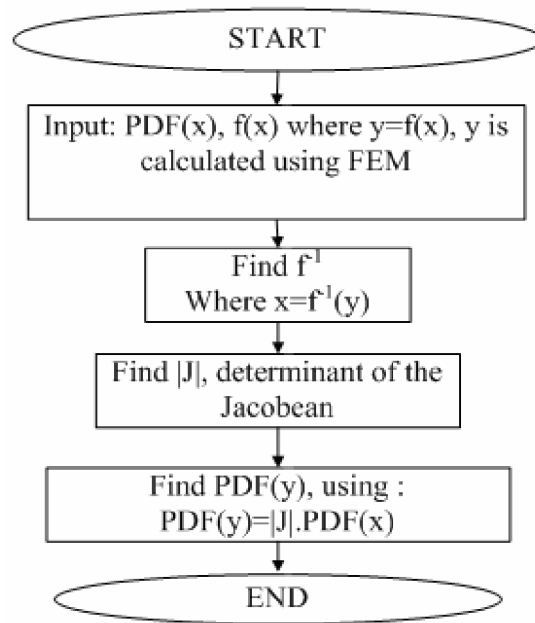 START
Input: PDF(x), f(x) where y=f(x), y is
calculated using FEM
Find f⁻¹
Where x=f⁻¹(y)
Find |J|, determinant of the
Jacobean
Find PDF(y), using :
PDF(y)=|J|.PDF(x)
END